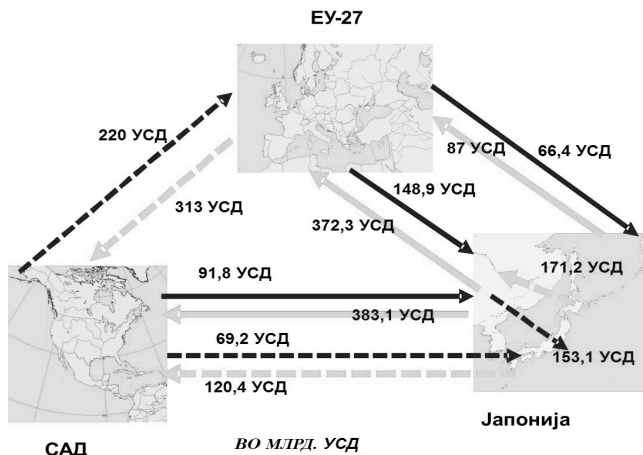 ЕУ-27
220 УСД
87 УСД
66,4 УСД
313 УСД
148,9 УСД
372,3 УСД
171,2 УСД
91,8 УСД
383,1 УСД
69,2 УСД
153,1 УСД
120,4 УСД
Јапонија
САД
ВО МЛРД. УСД